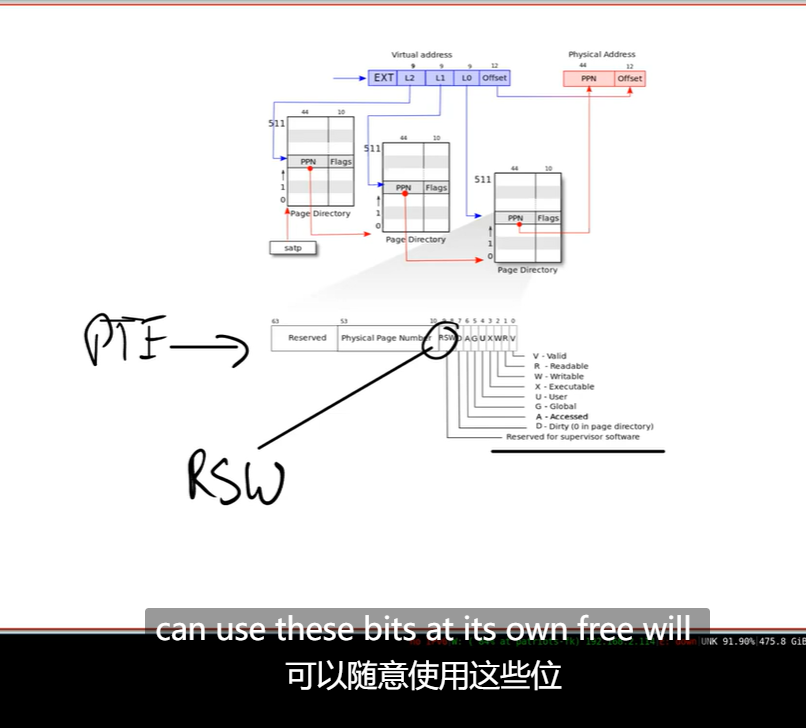 Virtual address
Physical Address
9 9 9 12
44 12
EXT L2 L1 L0 Offset
PPN Offset
44 10
511
PPN Flags
1
0
Page Directory
satp
44 10
511
PPN Flags
1
0
Page Directory
44 10
511
PPN Flags
1
0
Page Directory
63 53 10 9 8 7 6 5 4 3 2 1 0
Reserved Physical Page Number RSW D A G U X W R V
PTE
V - Valid
R - Readable
W - Writable
X - Executable
U - User
G - Global
A - Accessed
D - Dirty (0 in page directory)
Reserved for supervisor software
RSW
can use these bits at its own free will
UNK 91.90% 475.8 GiB
可以随意使用这些位